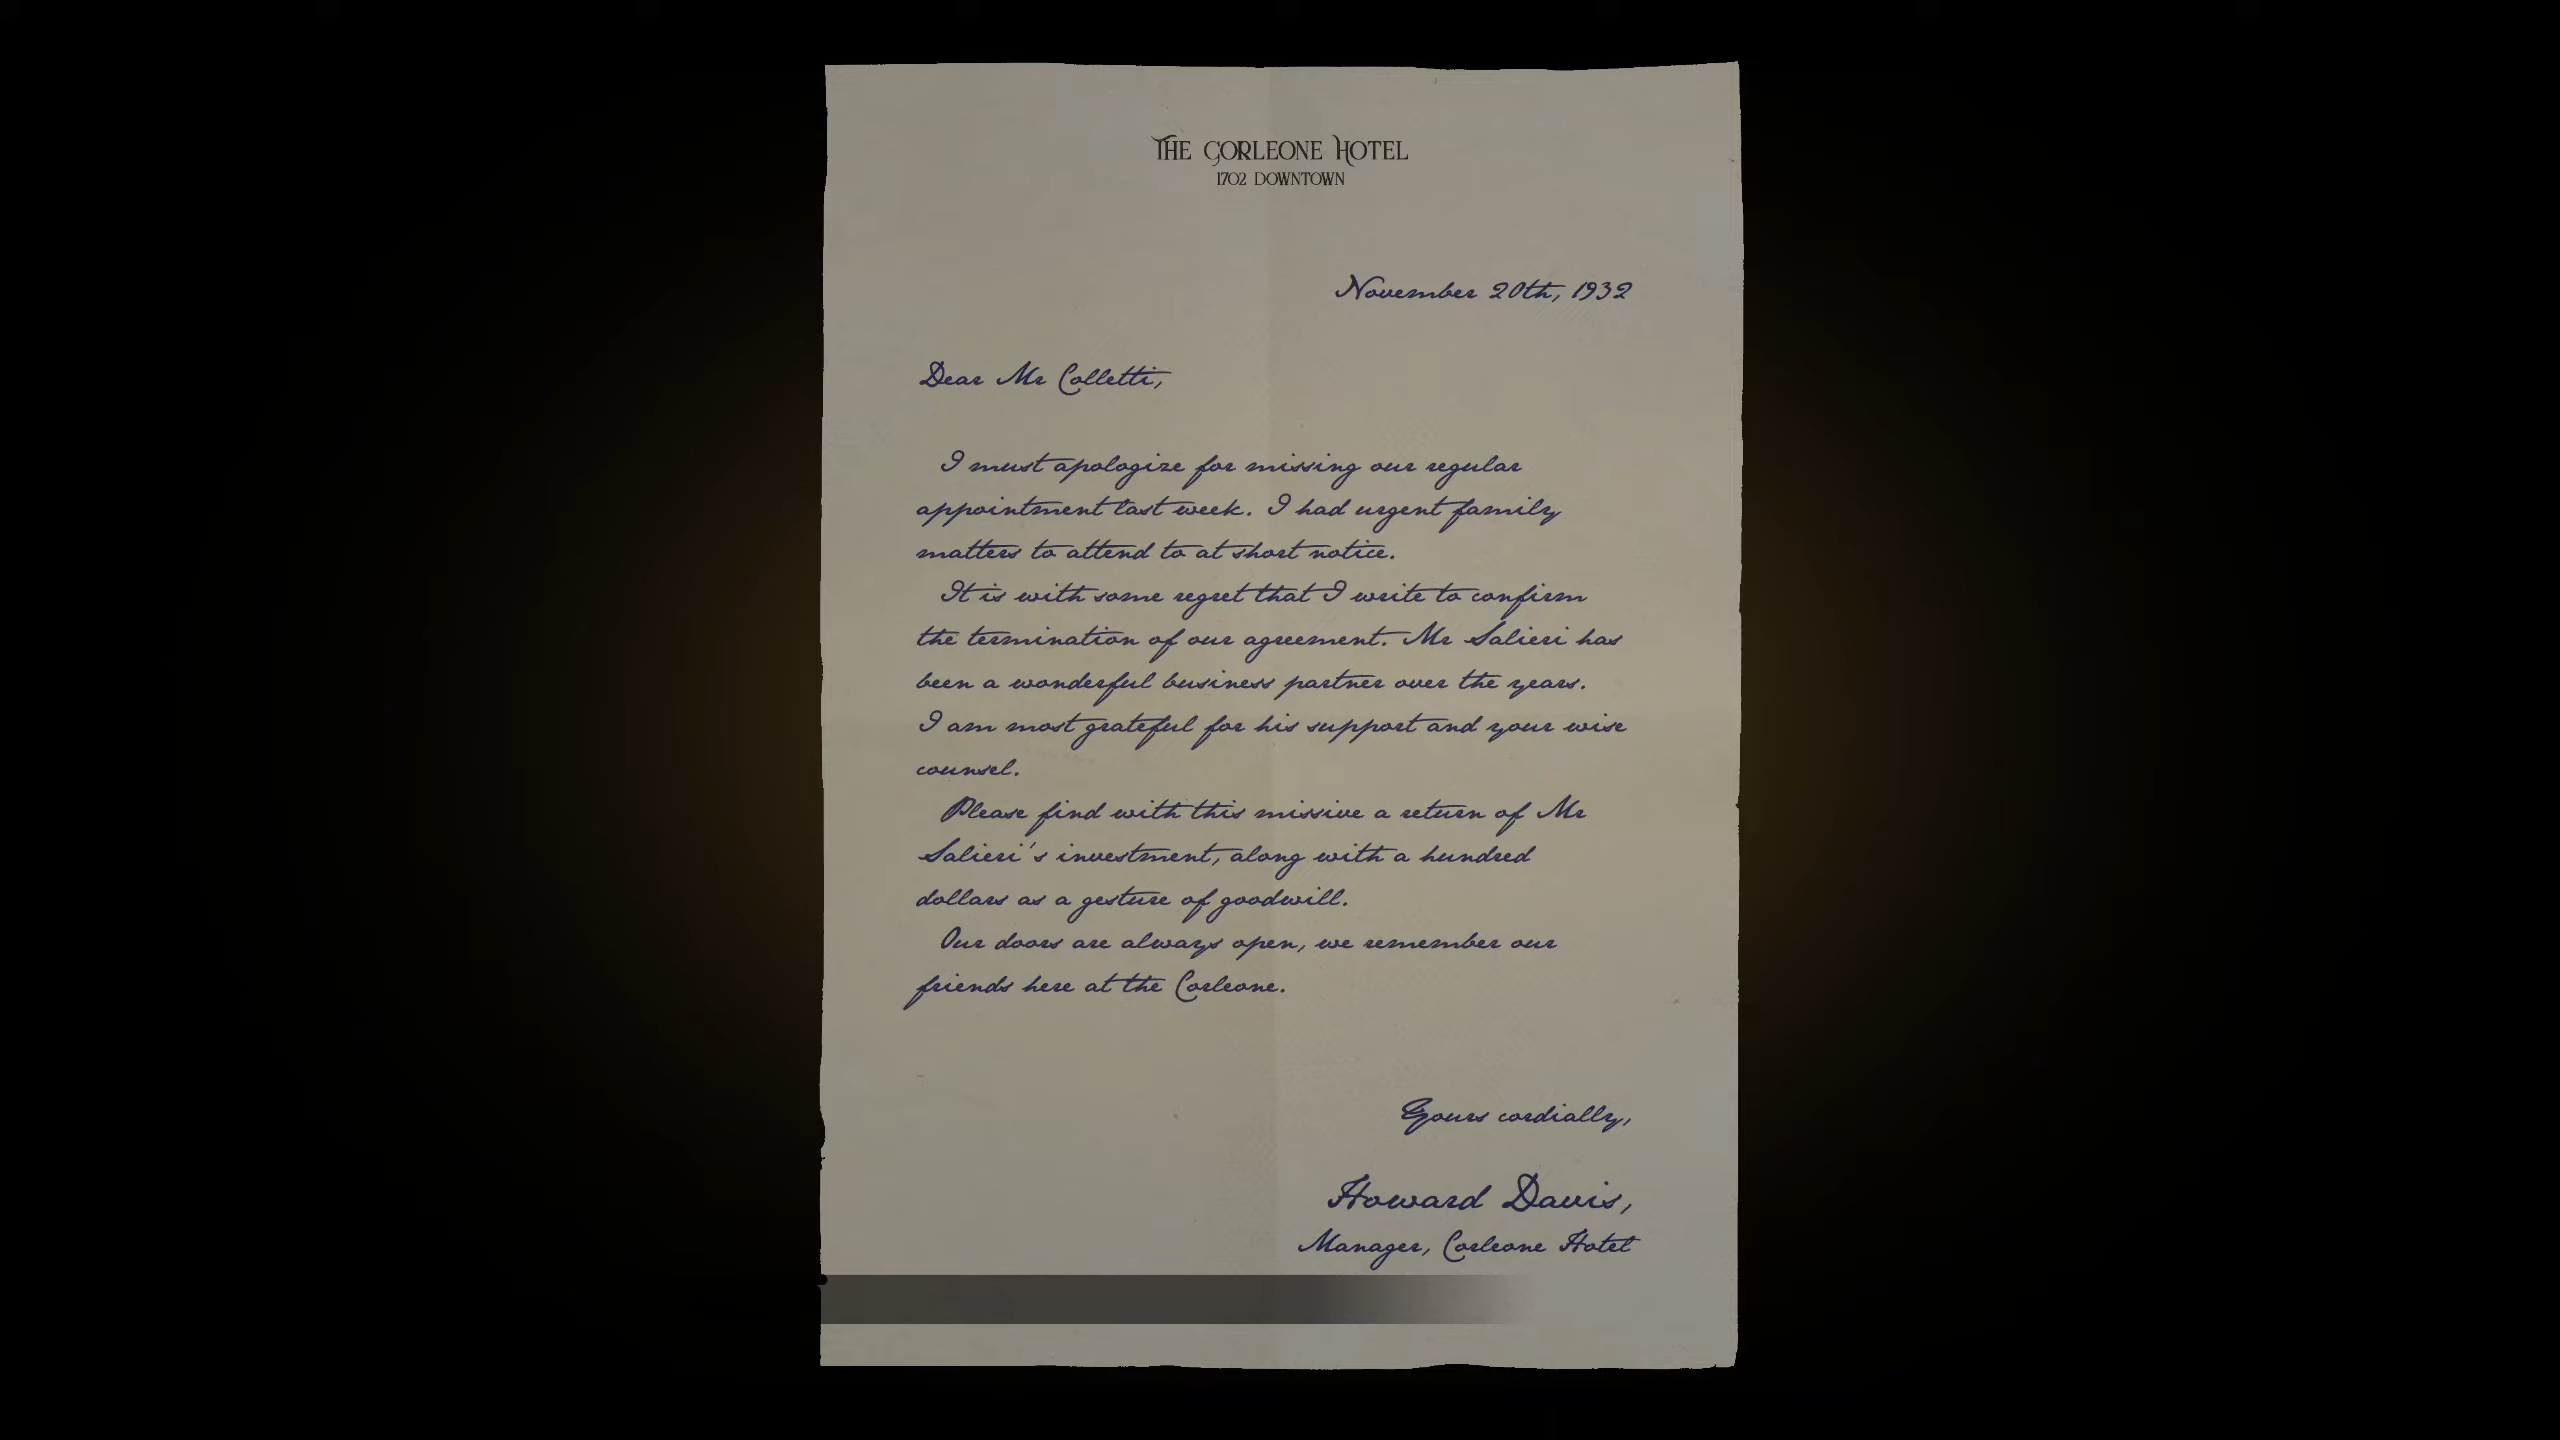 THE CORLEONE HOTEL
1702 DOWNTOWN
November 20th, 1932
Dear Mr Colletti,
I must apologize for missing our regular
appointment last week. I had urgent family
matters to attend to at short notice.
It is with some regret that I write to confirm
the termination of our agreement. Mr Salieri has
been a wonderful business partner over the years.
I am most grateful for his support and your wise
counsel.
Please find with this missive a return of Mr
Salieri's investment, along with a hundred
dollars as a gesture of goodwill.
Our doors are always open, we remember our
friends here at the Corleone.
Yours cordially,
Howard Davis,
Manager, Corleone Hotel